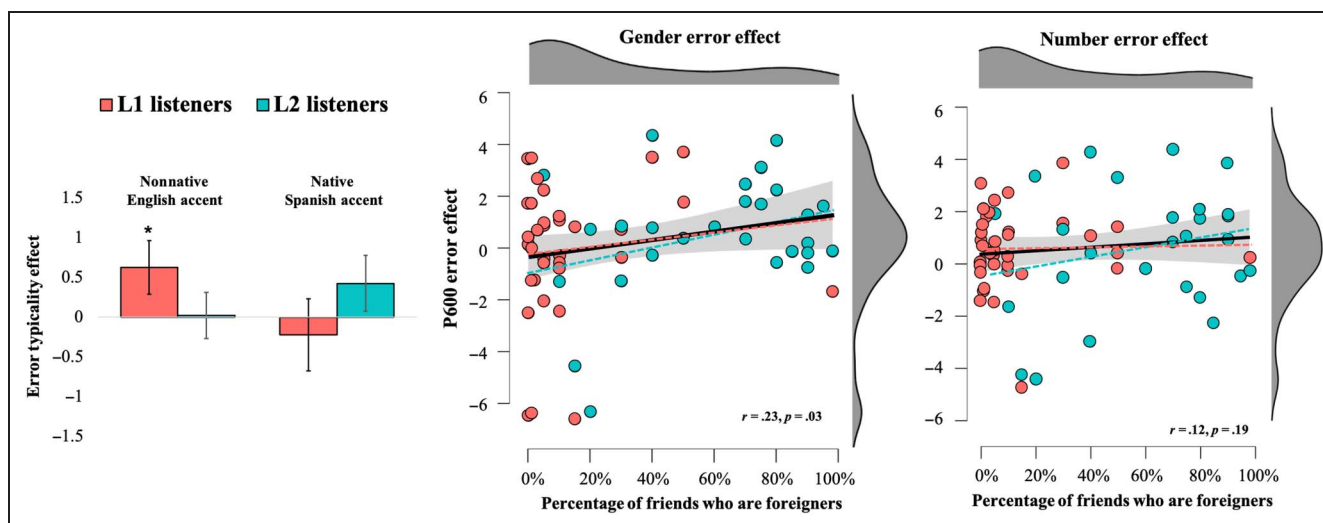 L1 listeners
L2 listeners
Nonnative
English accent
Native
Spanish accent
Error typicality effect
1.5
1
0.5
0
−0.5
−1
−1.5
*
Gender error effect
P600 error effect
6
4
2
0
−2
−4
−6
r = .23, p = .03
0% 20% 40% 60% 80% 100%
Percentage of friends who are foreigners
Number error effect
6
4
2
0
−2
−4
−6
r = .12, p = .19
0% 20% 40% 60% 80% 100%
Percentage of friends who are foreigners